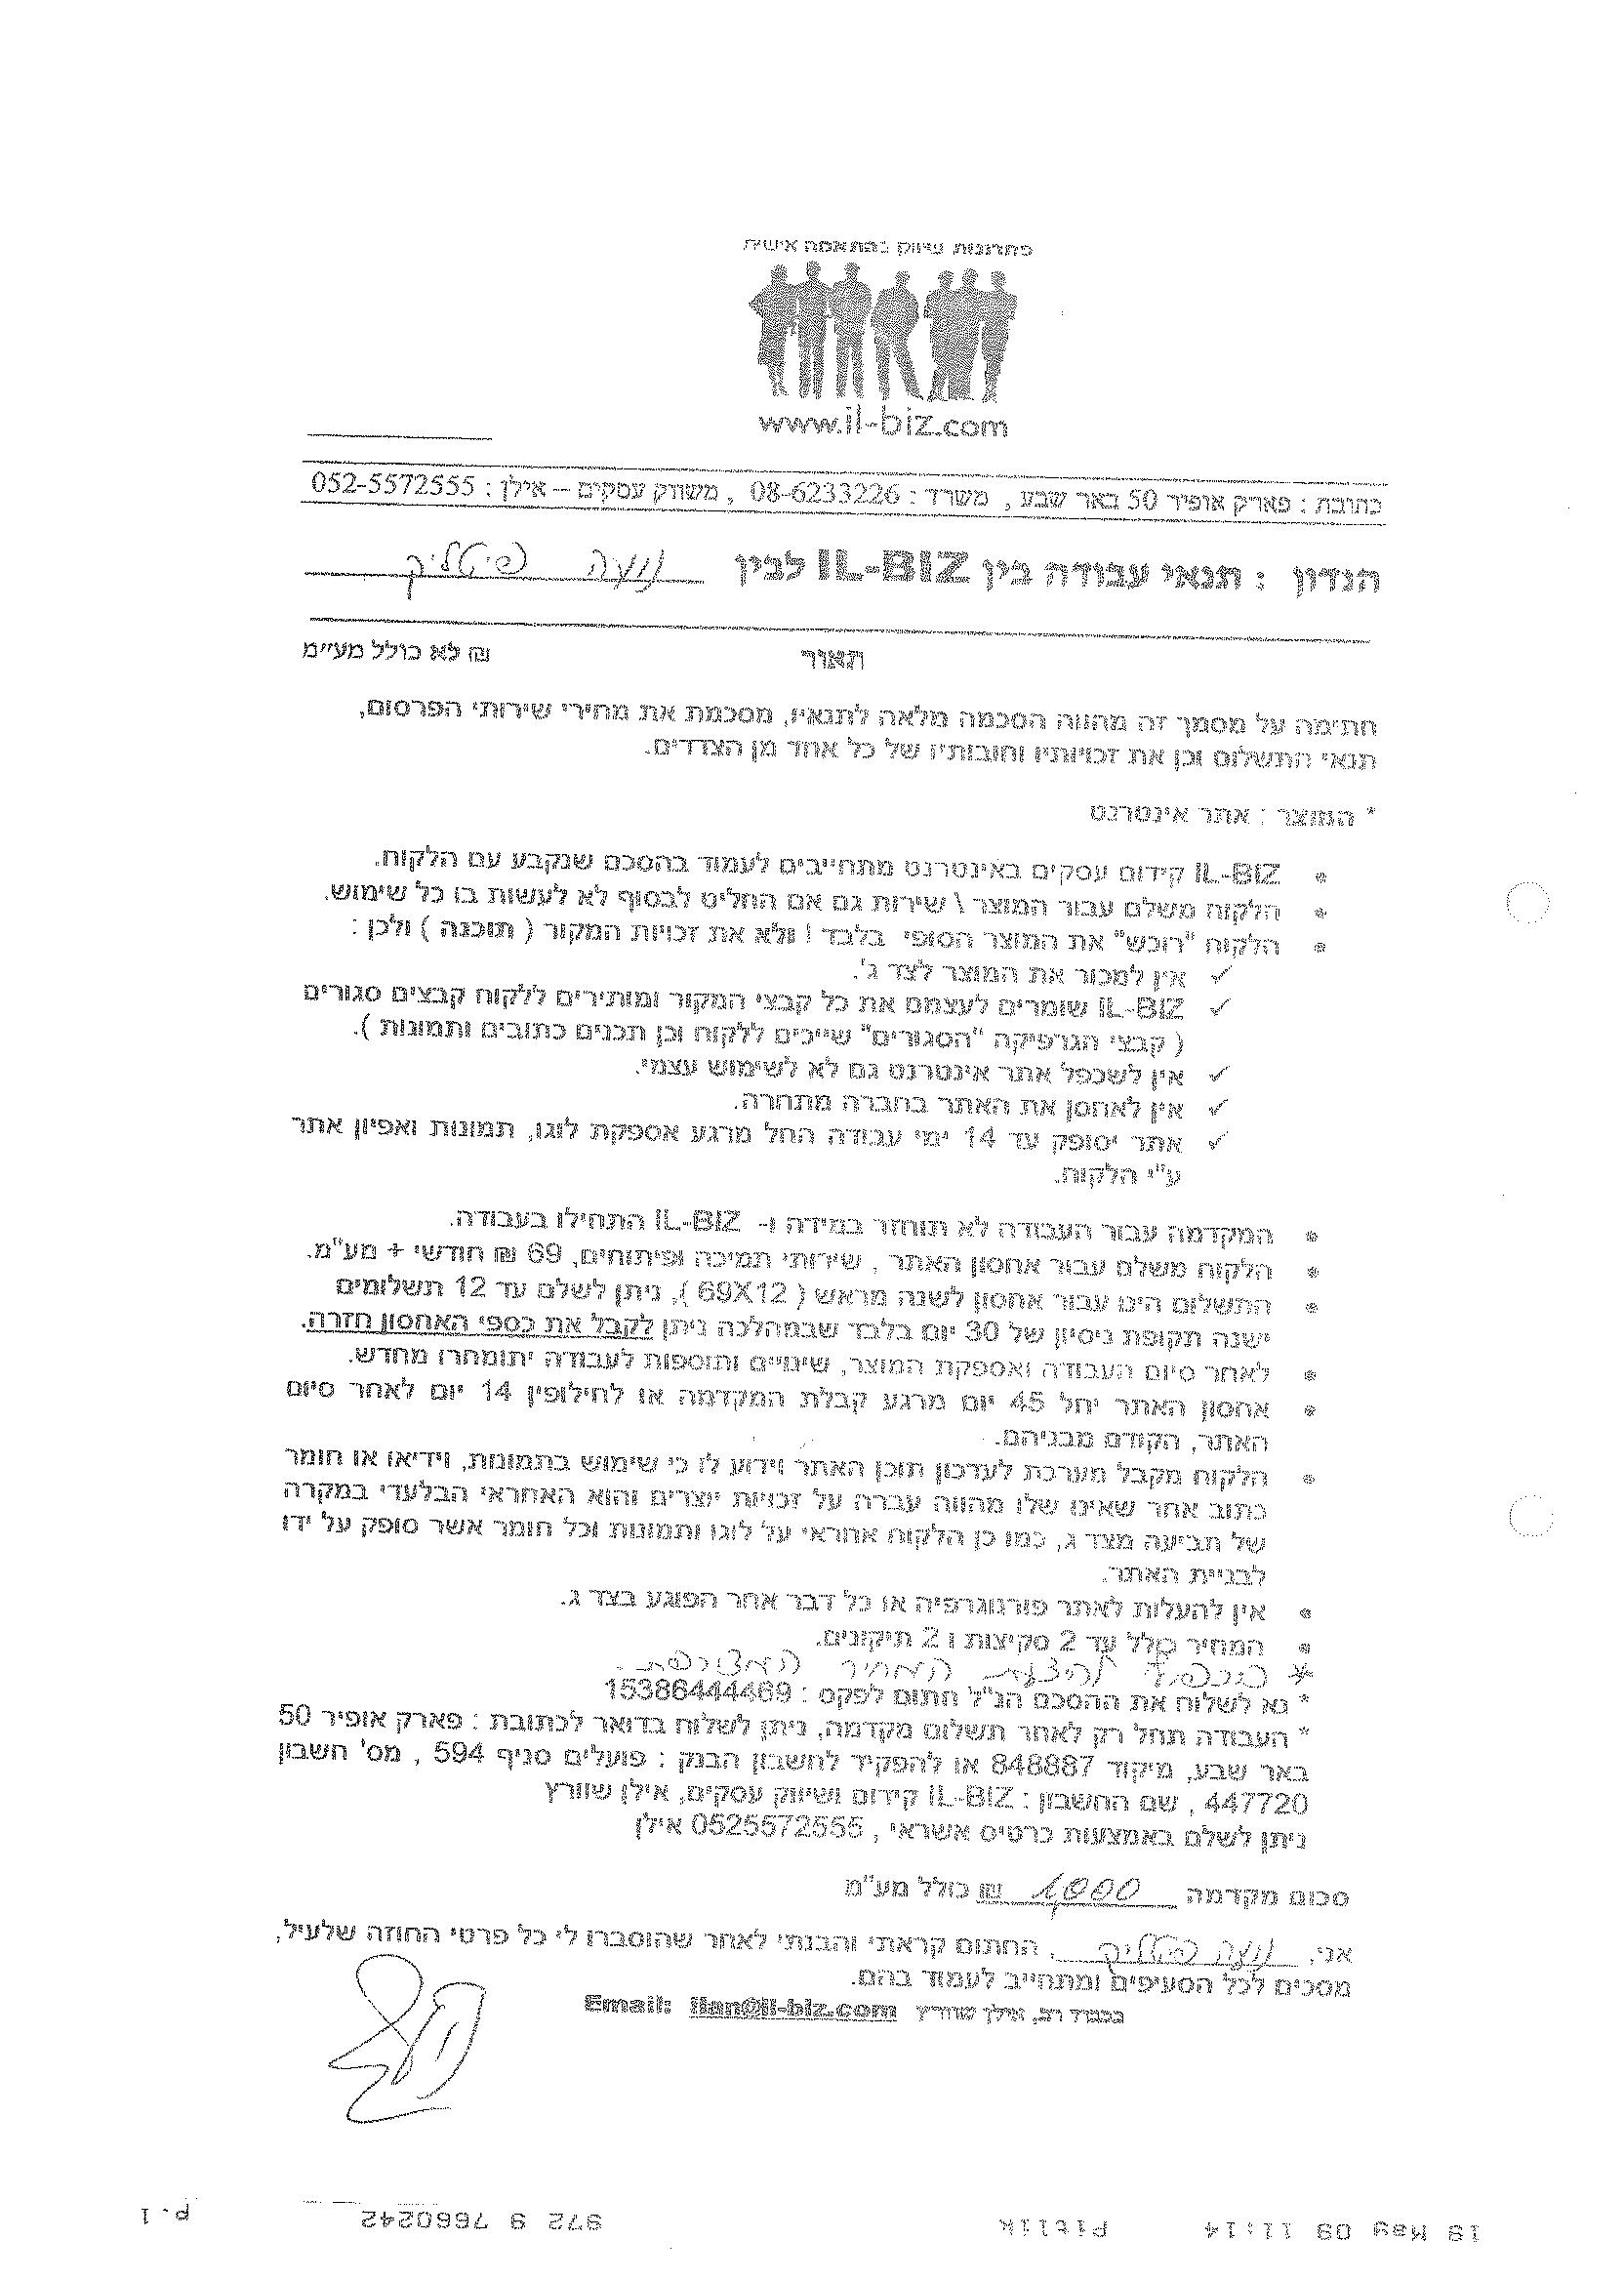 פתרונות שיווק בהתאמה אישית
www.il-biz.com
כתובת : פארק אופיר 50 באר שבע , משרד : 08-6233226 , משווק עסקים – אילן : 052-5572555
הנדון : תנאי עבודה בין IL-BIZ לבין נועה פיטליק
תאור ₪ לא כולל מע"מ
חתימה על מסמך זה מהווה הסכמה מלאה לתנאיו, מסכמת את מחירי שירותי הפרסום,
תנאי התשלום וכן את זכויותיו וחובותיו של כל אחד מן הצדדים.
* המוצר : אתר אינטרנט
• IL-BIZ קידום עסקים באינטרנט מתחייבים לעמוד בהסכם שנקבע עם הלקוח.
• הלקוח משלם עבור המוצר / שירות גם אם החליט לבסוף לא לעשות בו כל שימוש.
• הלקוח "רוכש" את המוצר הסופי בלבד ! ולא את זכויות המקור ( תוכנה ) ולכן :
✓ אין למכור את המוצר לצד ג'.
✓ IL-BIZ שומרים לעצמם את כל קבצי המקור ומותירים ללקוח קבצים סגורים
( קבצי הגרפיקה "הסגורים" שייכים ללקוח וכן תכנים כתובים ותמונות ).
✓ אין לשכפל אתר אינטרנט גם לא לשימוש עצמי.
✓ אין לאחסן את האתר בחברה מתחרה.
✓ אתר יסופק עד 14 ימי עבודה החל מרגע אספקת לוגו, תמונות ואפיון אתר
ע"י הלקוח.
• המקדמה עבור העבודה לא תוחזר במידה ו- IL-BIZ התחילו בעבודה.
• הלקוח משלם עבור אחסון האתר , שירותי תמיכה ופיתוחים, 69 ₪ חודשי + מע"מ.
• התשלום הינו עבור אחסון לשנה מראש ( 69X12 ), ניתן לשלם עד 12 תשלומים
ישנה תקופת ניסיון של 30 יום בלבד שבמהלכה ניתן לקבל את כספי האחסון חזרה.
• לאחר סיום העבודה ואספקת המוצר, שינויים ותוספות לעבודה יתומחרו מחדש.
• אחסון האתר יחל 45 יום מרגע קבלת המקדמה או לחילופין 14 יום לאחר סיום
האתר, הקודם מבניהם.
• הלקוח מקבל מערכת לעדכון תוכן האתר וידוע לו כי שימוש בתמונות, וידיאו או חומר
כתוב אחר שאינו שלו מהווה עברה על זכויות יוצרים והוא האחראי הבלעדי במקרה
של תביעה מצד ג, כמו כן הלקוח אחראי על לוגו ותמונות וכל חומר אשר סופק על ידו
לבניית האתר.
• אין להעלות לאתר פורנוגרפיה או כל דבר אחר הפוגע בצד ג.
• המחיר כולל עד 2 סקיצות ו 2 תיקונים.
* בכפוף להצעת המחיר המצורפת.
* נא לשלוח את ההסכם הנ"ל חתום לפקס : 15386444469
* העבודה תחל רק לאחר תשלום מקדמה, ניתן לשלוח בדואר לכתובת : פארק אופיר 50
באר שבע, מיקוד 848887 או להפקיד לחשבון הבנק : פועלים סניף 594 , מס' חשבון
447720 , שם החשבון : IL-BIZ קידום ושיווק עסקים, אילן שוורץ
ניתן לשלם באמצעות כרטיס אשראי , 0525572555 אילן
סכום מקדמה 1,000 ₪ כולל מע"מ
אני, נועה פיטליק, החתום קראתי והבנתי לאחר שהוסברו לי כל פרטי החוזה שלעיל,
מסכים לכל הסעיפים ומתחייב לעמוד בהם.
בכבוד רב, אילן שוורץ Email: ilan@il-biz.com
19 May 09 11:14 Pitlik 972 9 7660242 p.1